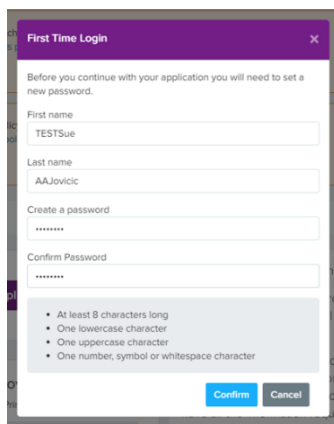 First Time Login
×
Before you continue with your application you will need to set a
new password.
First name
TESTSue
Last name
AAJovicic
Create a password
••••••••
Confirm Password
••••••••
• At least 8 characters long
• One lowercase character
• One uppercase character
• One number, symbol or whitespace character
Confirm Cancel